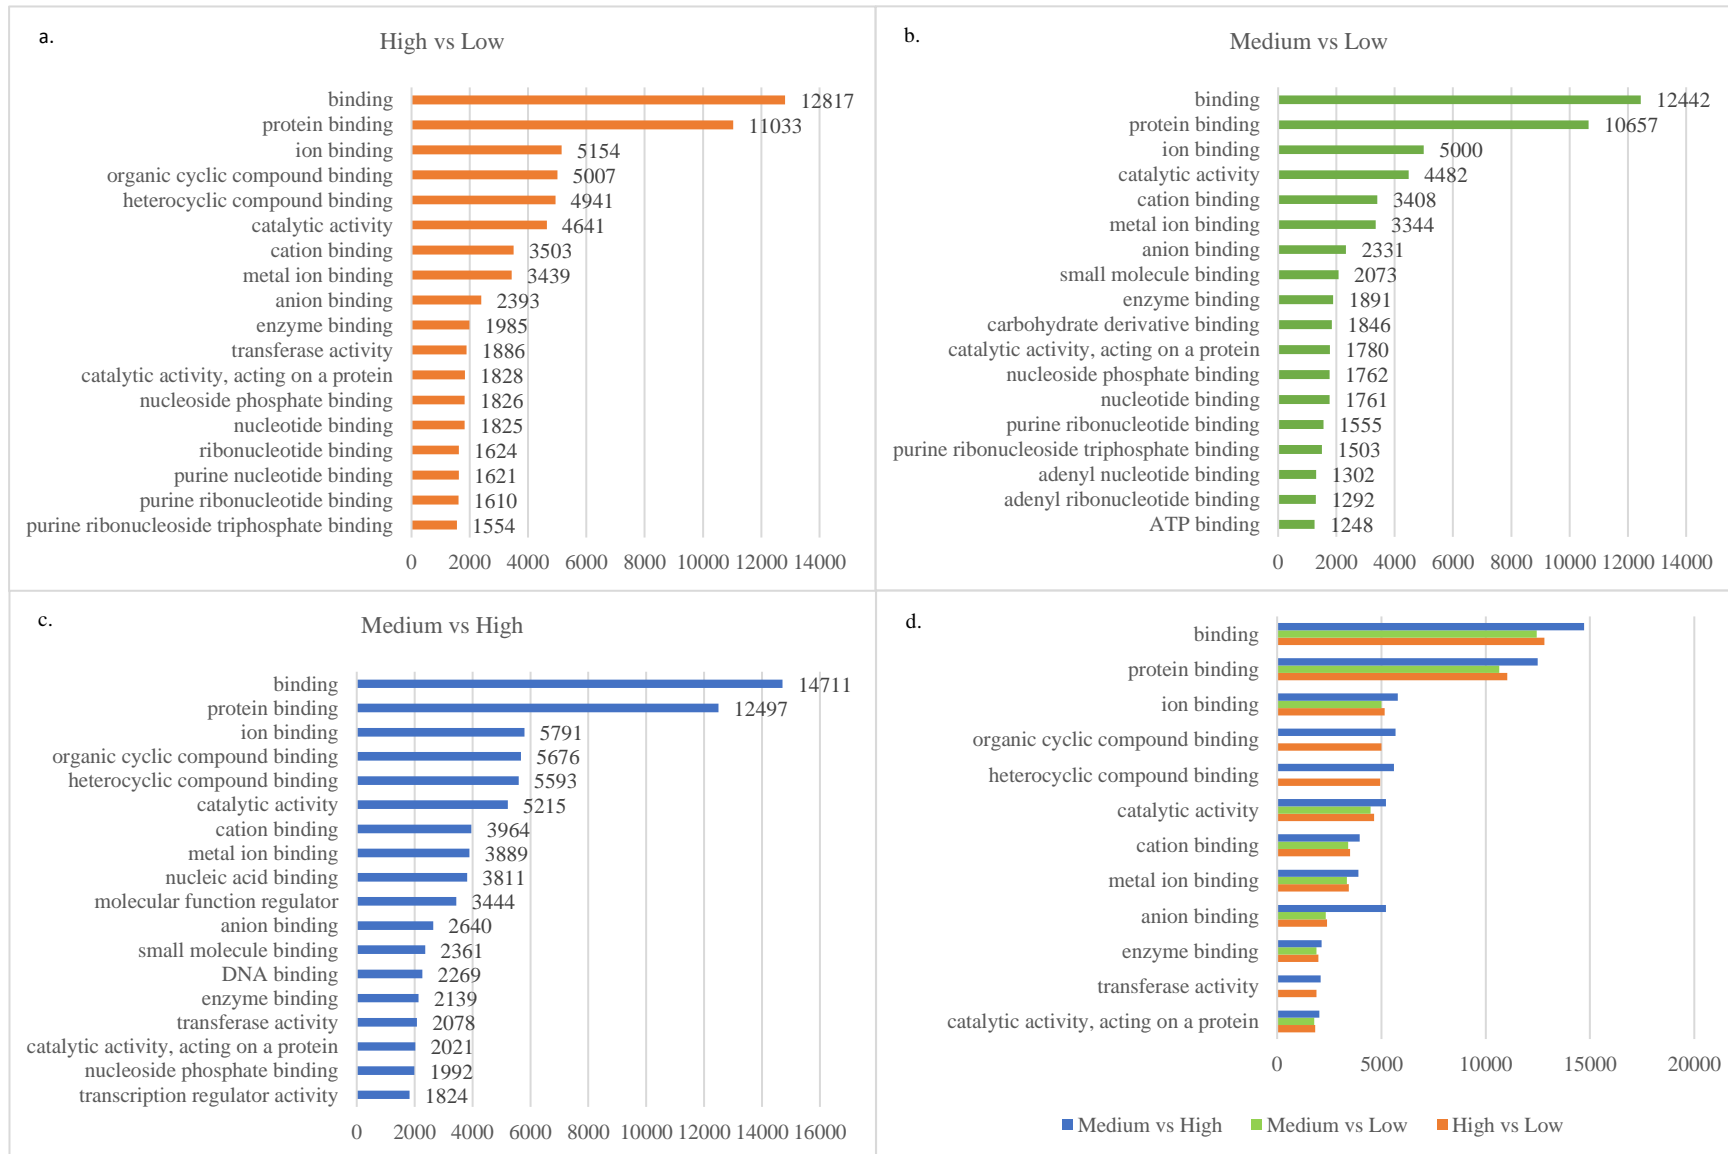 a.
High vs Low
binding 12817
protein binding 11033
ion binding 5154
organic cyclic compound binding 5007
heterocyclic compound binding 4941
catalytic activity 4641
cation binding 3503
metal ion binding 3439
anion binding 2393
enzyme binding 1985
transferase activity 1886
catalytic activity, acting on a protein 1828
nucleoside phosphate binding 1826
nucleotide binding 1825
ribonucleotide binding 1624
purine nucleotide binding 1621
purine ribonucleotide binding 1610
purine ribonucleoside triphosphate binding 1554
0 2000 4000 6000 8000 10000 12000 14000
b.
Medium vs Low
binding 12442
protein binding 10657
ion binding 5000
catalytic activity 4482
cation binding 3408
metal ion binding 3344
anion binding 2331
small molecule binding 2073
enzyme binding 1891
carbohydrate derivative binding 1846
catalytic activity, acting on a protein 1780
nucleoside phosphate binding 1762
nucleotide binding 1761
purine ribonucleotide binding 1555
purine ribonucleoside triphosphate binding 1503
adenyl nucleotide binding 1302
adenyl ribonucleotide binding 1292
ATP binding 1248
0 2000 4000 6000 8000 10000 12000 14000
c.
Medium vs High
binding 14711
protein binding 12497
ion binding 5791
organic cyclic compound binding 5676
heterocyclic compound binding 5593
catalytic activity 5215
cation binding 3964
metal ion binding 3889
nucleic acid binding 3811
molecular function regulator 3444
anion binding 2640
small molecule binding 2361
DNA binding 2269
enzyme binding 2139
transferase activity 2078
catalytic activity, acting on a protein 2021
nucleoside phosphate binding 1992
transcription regulator activity 1824
0 2000 4000 6000 8000 10000 12000 14000 16000
d.
binding
protein binding
ion binding
organic cyclic compound binding
heterocyclic compound binding
catalytic activity
cation binding
metal ion binding
anion binding
enzyme binding
transferase activity
catalytic activity, acting on a protein
0 5000 10000 15000 20000
Medium vs High Medium vs Low High vs Low